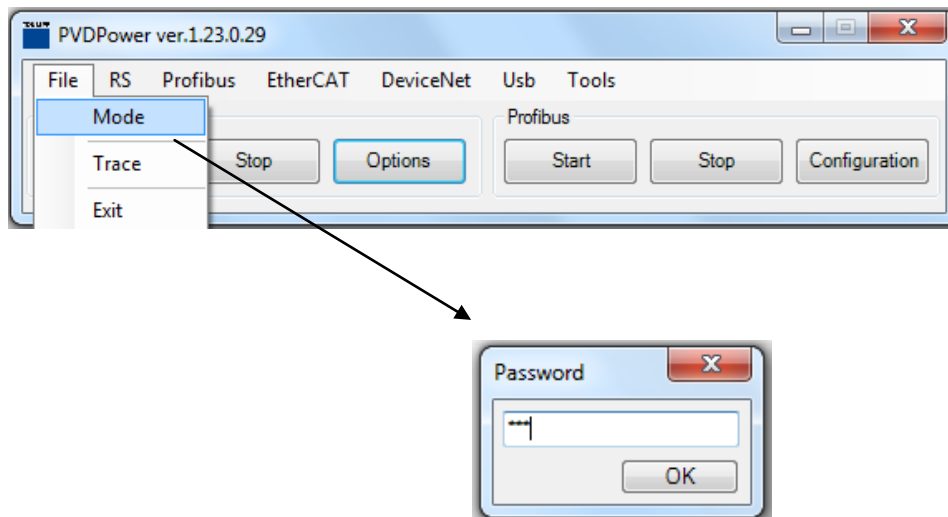 PVDPower ver.1.23.0.29
File RS Profibus EtherCAT DeviceNet Usb Tools
Mode
Trace
Exit
Stop Options
Profibus
Start Stop Configuration
Password
***
OK